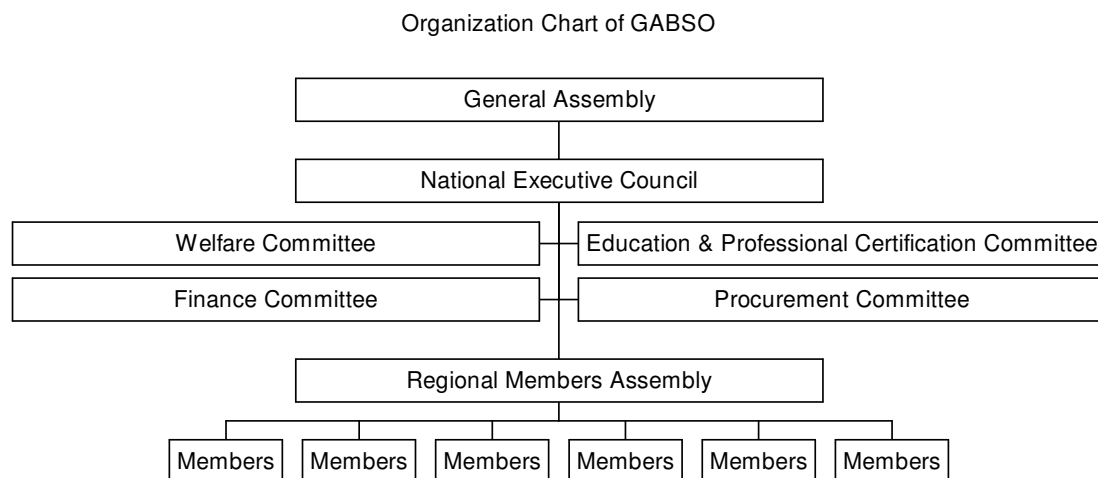 Organization Chart of GABSO
General Assembly
National Executive Council
Welfare Committee
Education & Professional Certification Committee
Finance Committee
Procurement Committee
Regional Members Assembly
Members
Members
Members
Members
Members
Members